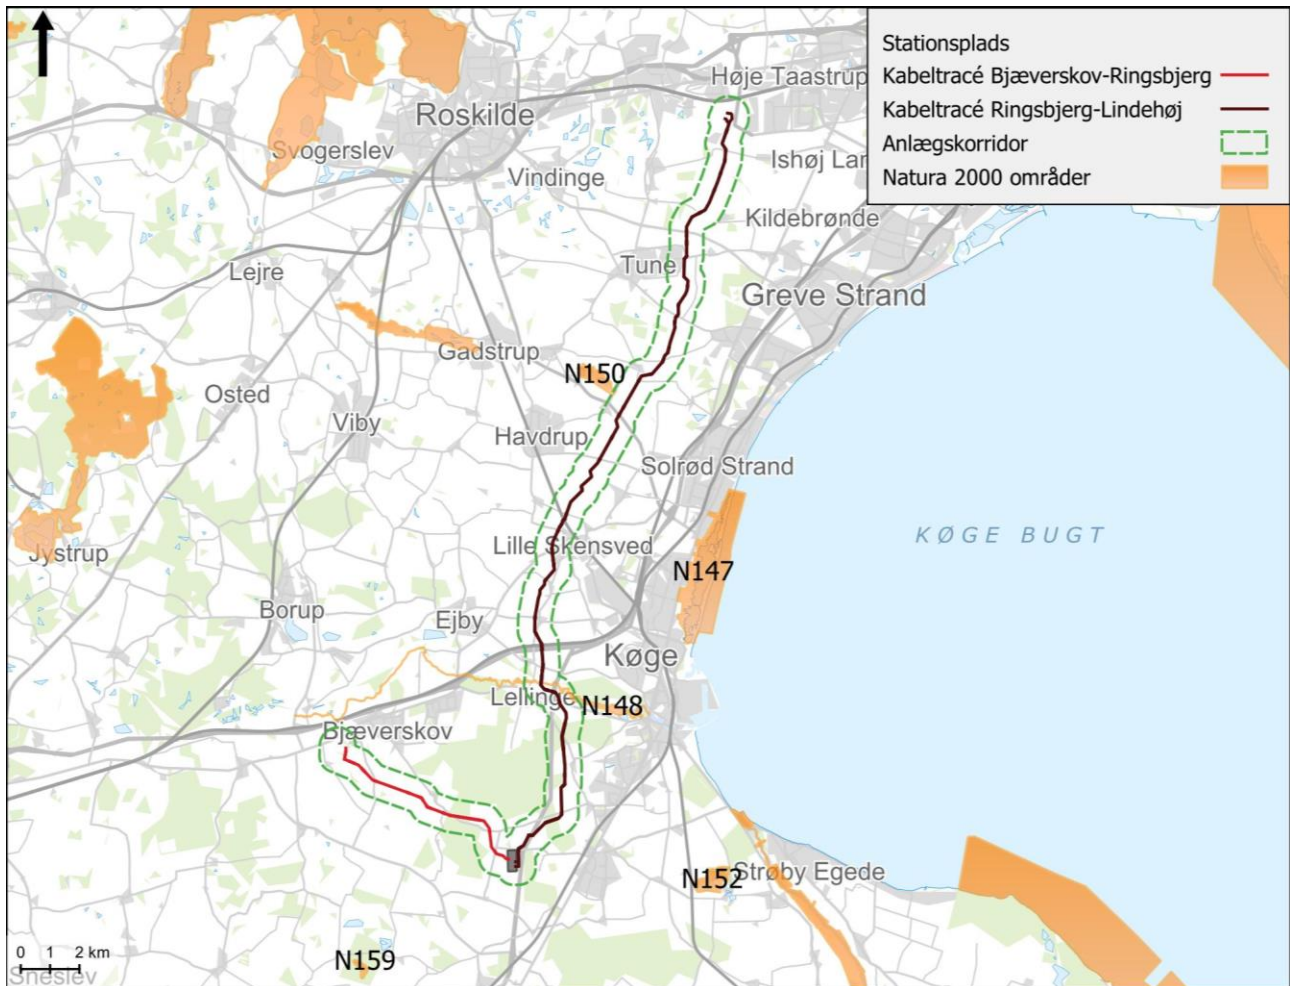 Stationsplads
Kabeltracé Bjæverskov-Ringsbjerg
Kabeltracé Ringsbjerg-Lindehøj
Anlægskorridor
Natura 2000 områder
Høje Taastrup
Roskilde
Svogerslev
Ishøj Lan
Vindinge
Kildebrønde
Tune
Lejre
Greve Strand
Gadstrup
N150
Osted
Viby
Havdrup
Solrød Strand
KØGE BUGT
Lille Skensved
Jystrup
N147
Borup
Ejby
Køge
Lellinge
N148
Bjæverskov
N152
Strøby Egede
N159
0 1 2 km
Sneslev